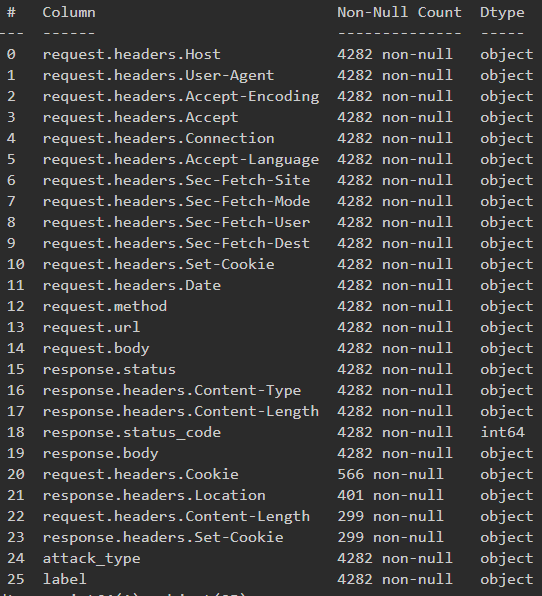 #   Column                           Non-Null Count  Dtype
---  ------                           --------------  -----
0   request.headers.Host             4282 non-null   object
1   request.headers.User-Agent       4282 non-null   object
2   request.headers.Accept-Encoding  4282 non-null   object
3   request.headers.Accept           4282 non-null   object
4   request.headers.Connection       4282 non-null   object
5   request.headers.Accept-Language  4282 non-null   object
6   request.headers.Sec-Fetch-Site   4282 non-null   object
7   request.headers.Sec-Fetch-Mode   4282 non-null   object
8   request.headers.Sec-Fetch-User   4282 non-null   object
9   request.headers.Sec-Fetch-Dest   4282 non-null   object
10  request.headers.Set-Cookie       4282 non-null   object
11  request.headers.Date             4282 non-null   object
12  request.method                   4282 non-null   object
13  request.url                      4282 non-null   object
14  request.body                     4282 non-null   object
15  response.status                  4282 non-null   object
16  response.headers.Content-Type    4282 non-null   object
17  response.headers.Content-Length  4282 non-null   object
18  response.status_code             4282 non-null   int64
19  response.body                    4282 non-null   object
20  request.headers.Cookie           566 non-null    object
21  response.headers.Location        401 non-null    object
22  request.headers.Content-Length   299 non-null    object
23  response.headers.Set-Cookie      299 non-null    object
24  attack_type                      4282 non-null   object
25  label                            4282 non-null   object